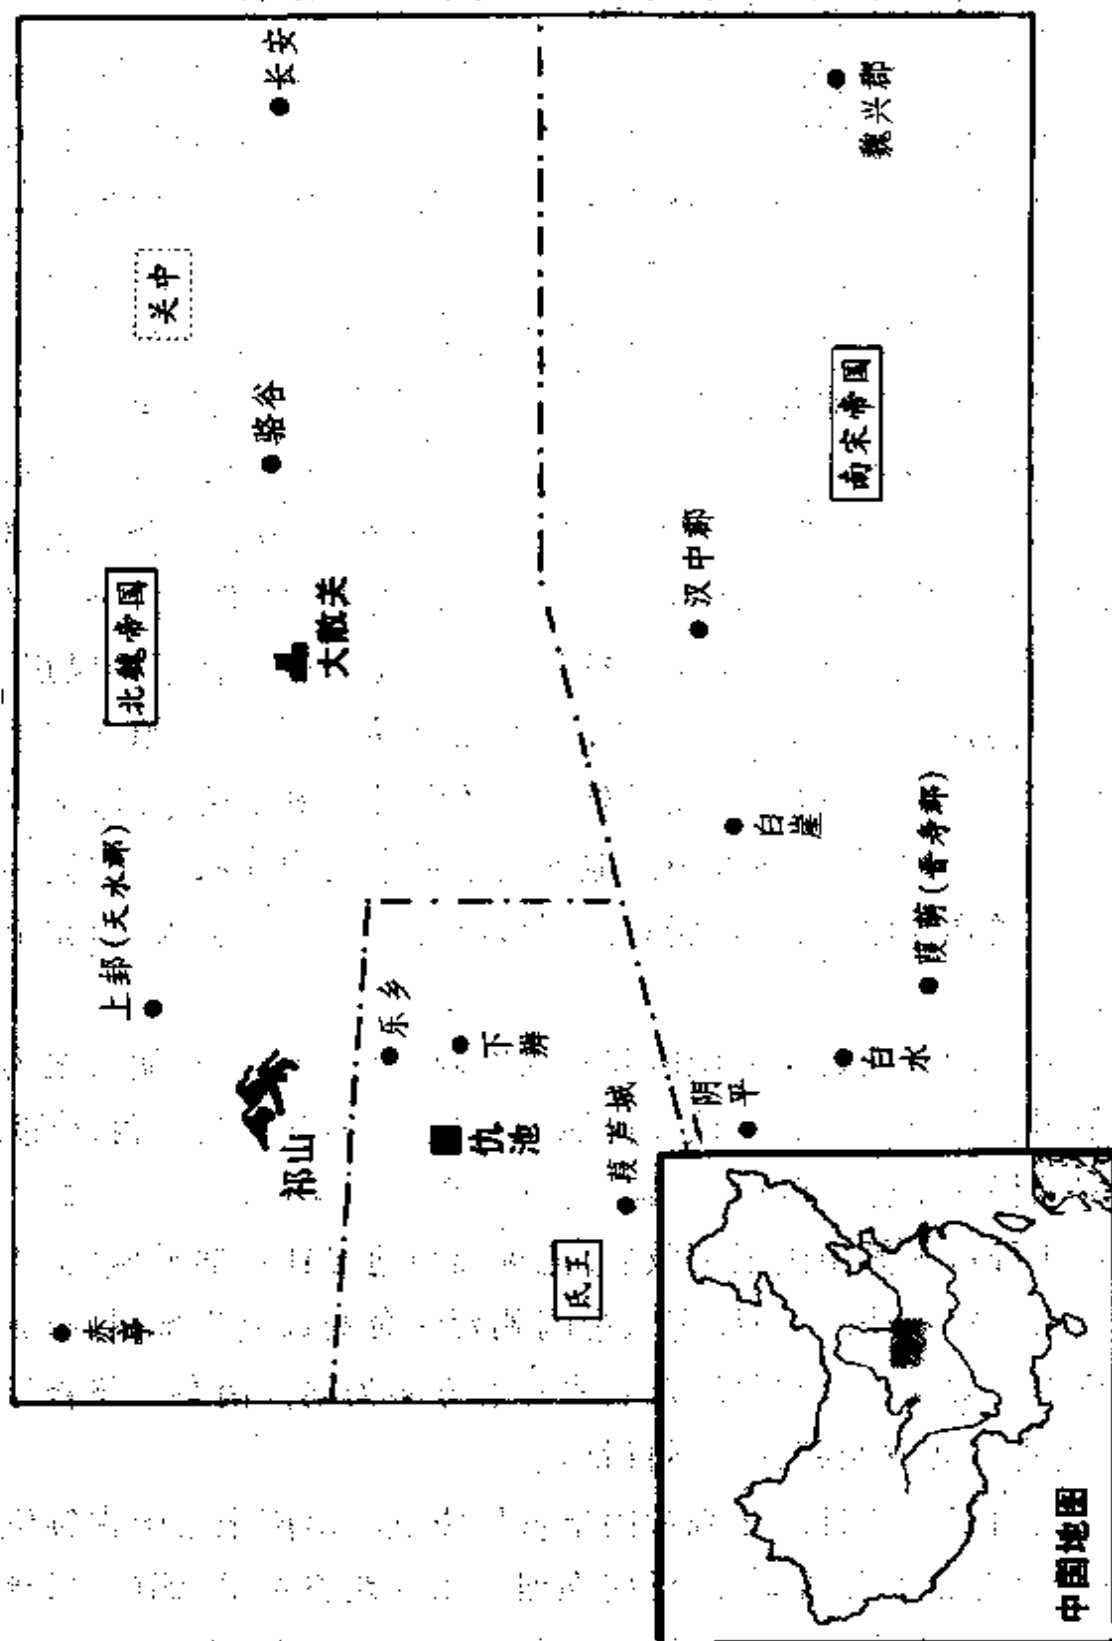 赤亭
上邽(天水郡)
北魏帝国
关中
长安
祁山
大散关
骆谷
乐乡
下辨
仇池
氐王
葭芦城
阴平
白水
葭萌(晋寿郡)
白崖
汉中郡
南宋帝国
魏兴郡
中国地图